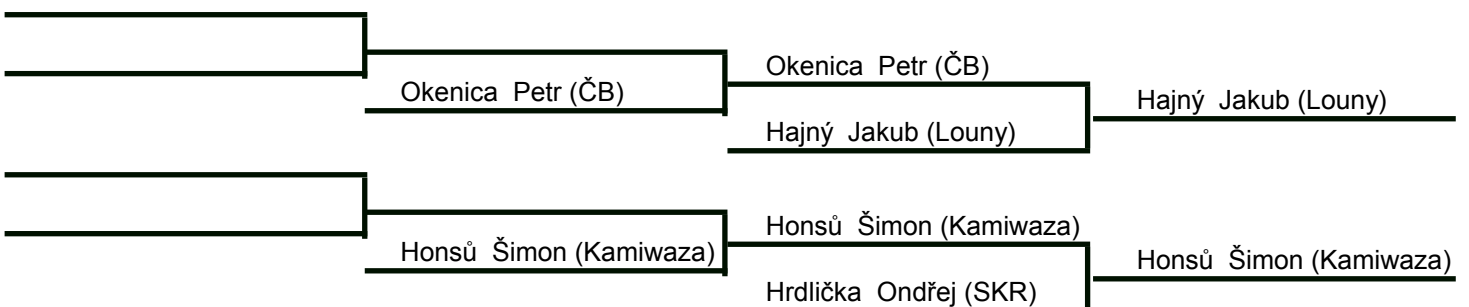 Okenica Petr (ČB)
Okenica Petr (ČB)
Hajný Jakub (Louny)
Hajný Jakub (Louny)
Honsů Šimon (Kamiwaza)
Honsů Šimon (Kamiwaza)
Hrdlička Ondřej (SKR)
Honsů Šimon (Kamiwaza)